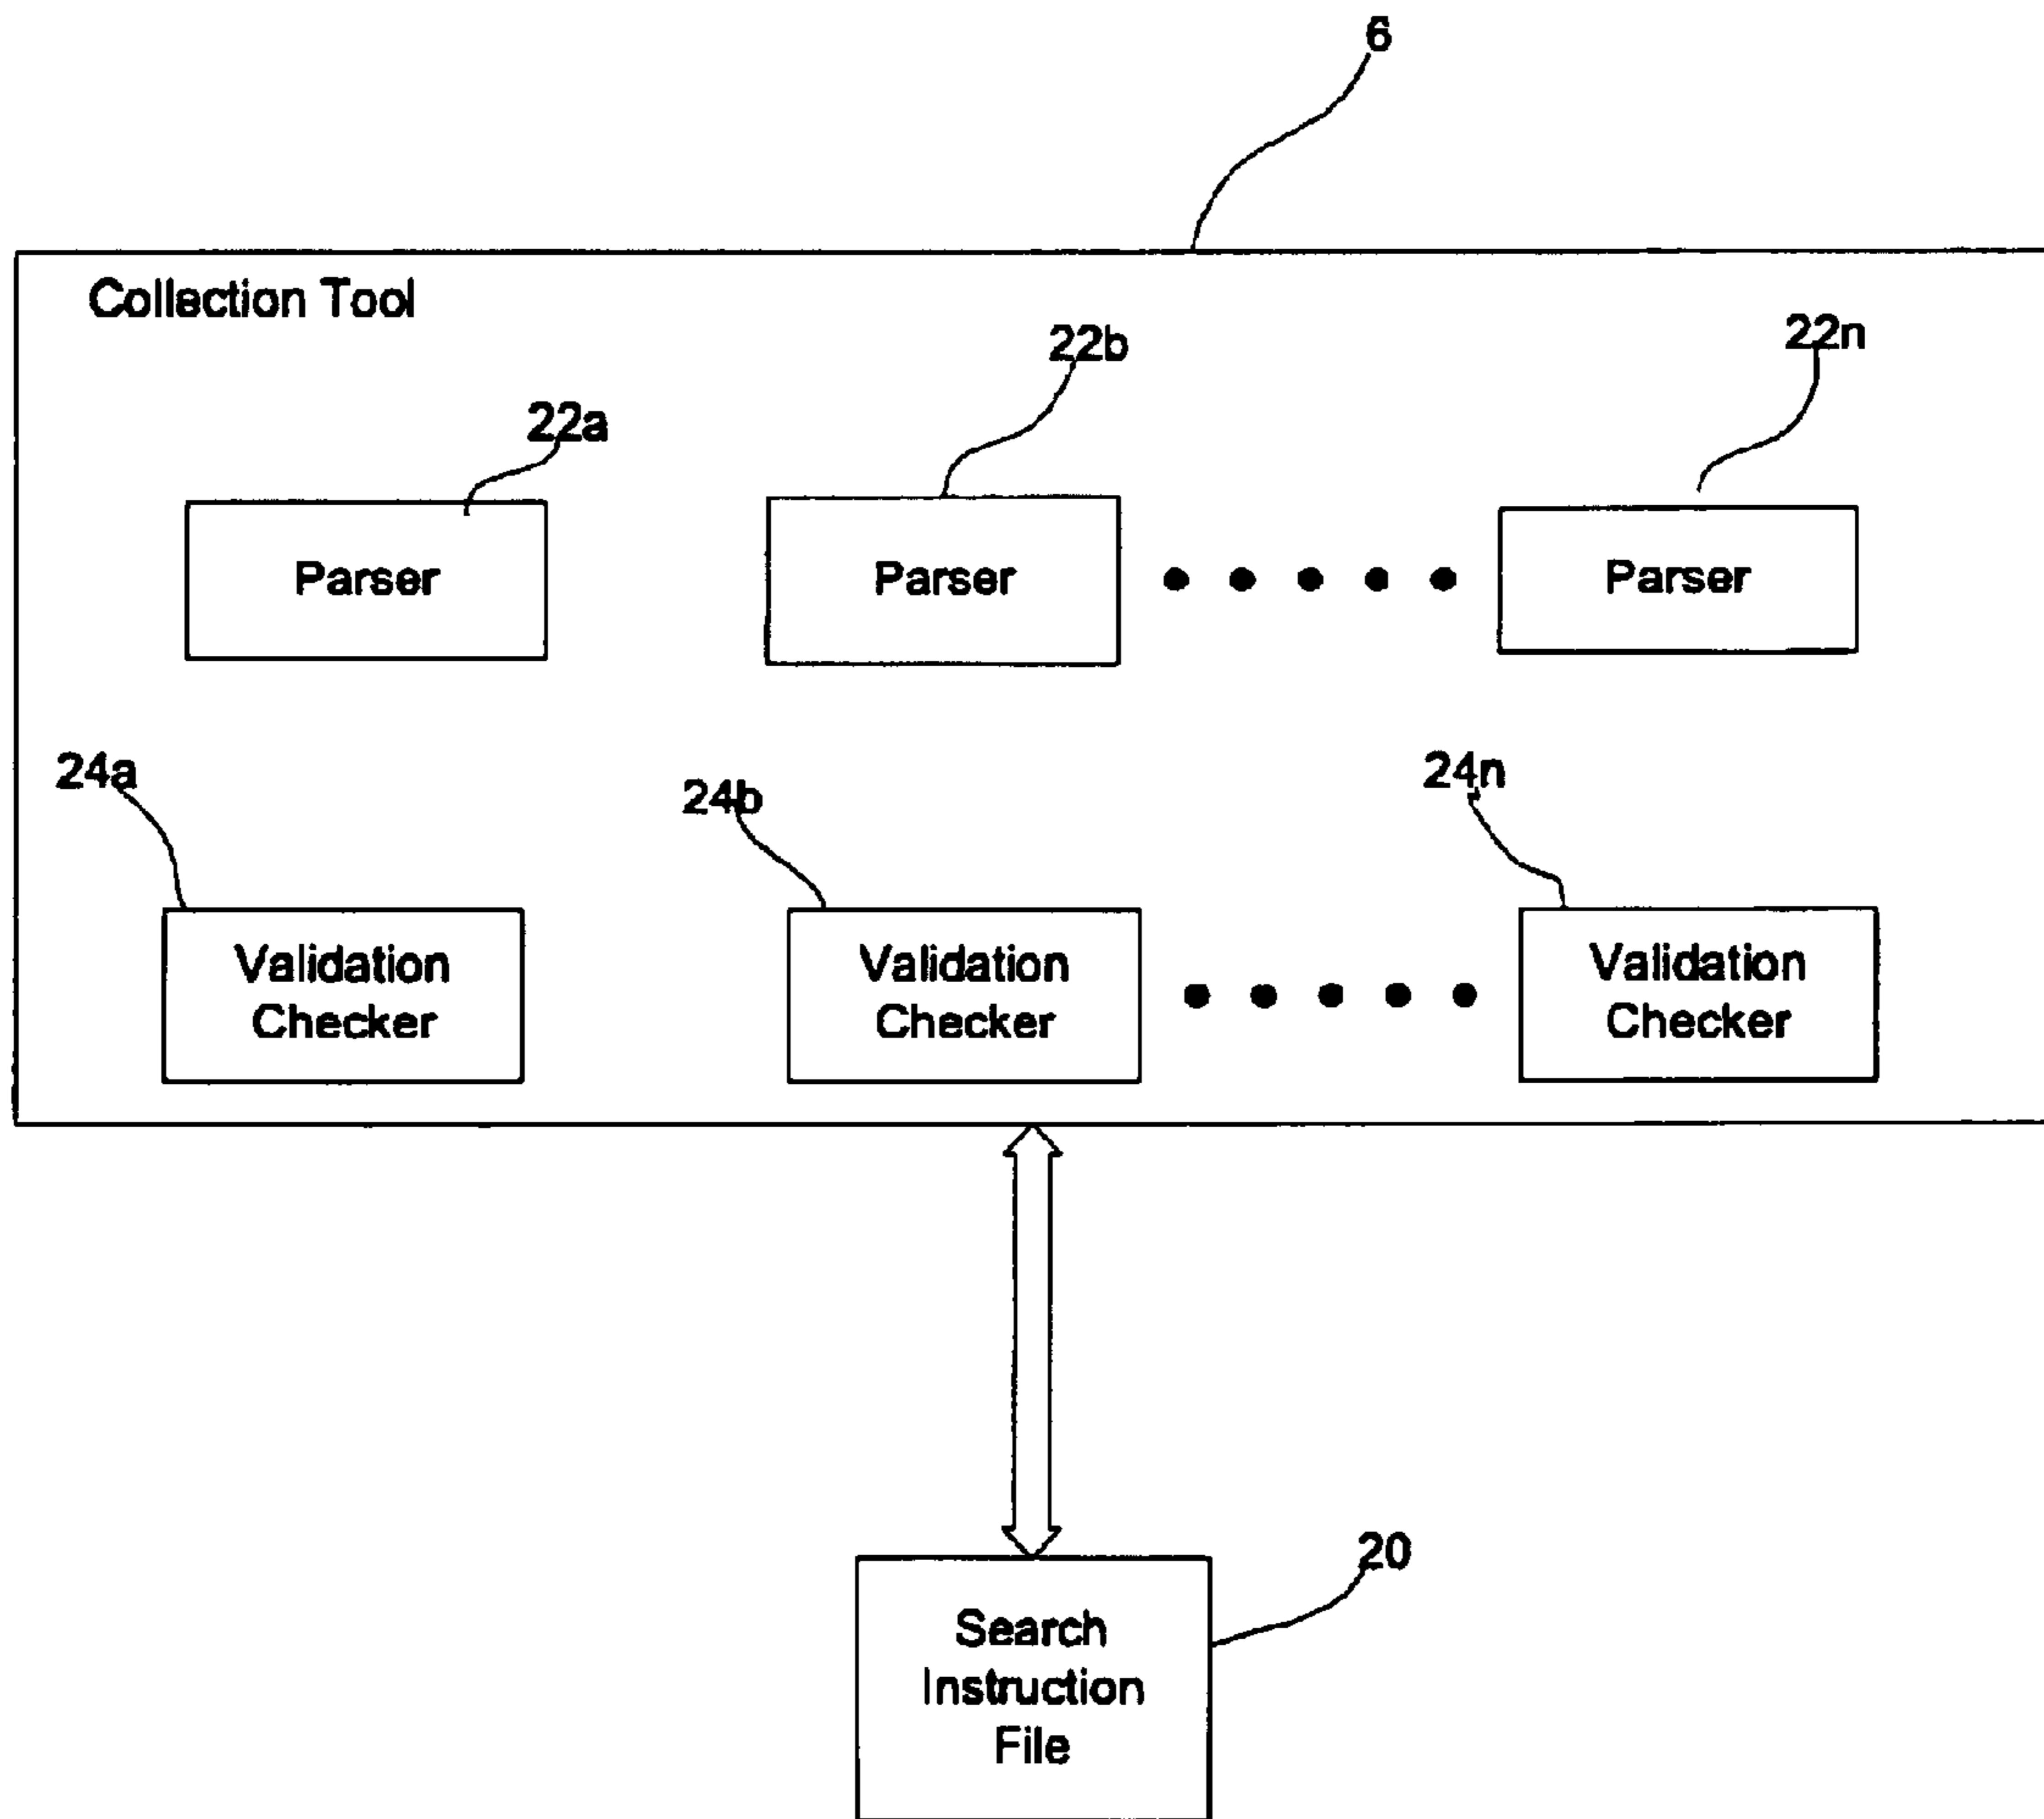 6
Collection Tool
22b
22n
22a
Parser
Parser
Parser
24a
24b
24n
Validation
Checker
Validation
Checker
Validation
Checker
20
Search
Instruction
File